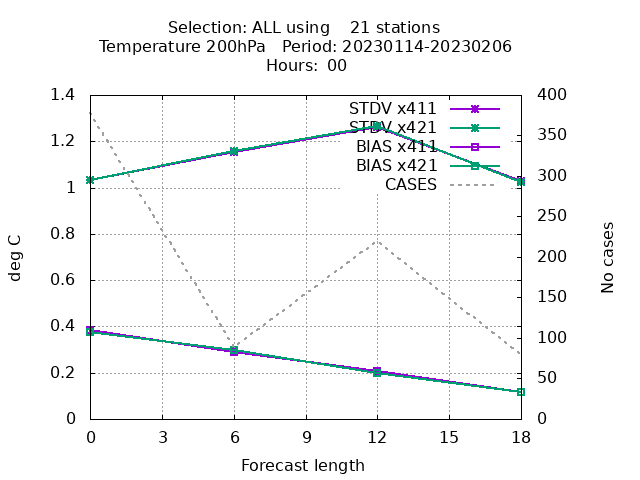 Selection: ALL using    21 stations
Temperature 200hPa   Period: 20230114-20230206
Hours:  00
1.4
1.2
1
0.8
0.6
0.4
0.2
0
400
350
300
250
200
150
100
50
0
STDV x411
STDV x421
BIAS x411
BIAS x421
CASES
deg C
No cases
0 3 6 9 12 15 18
Forecast length